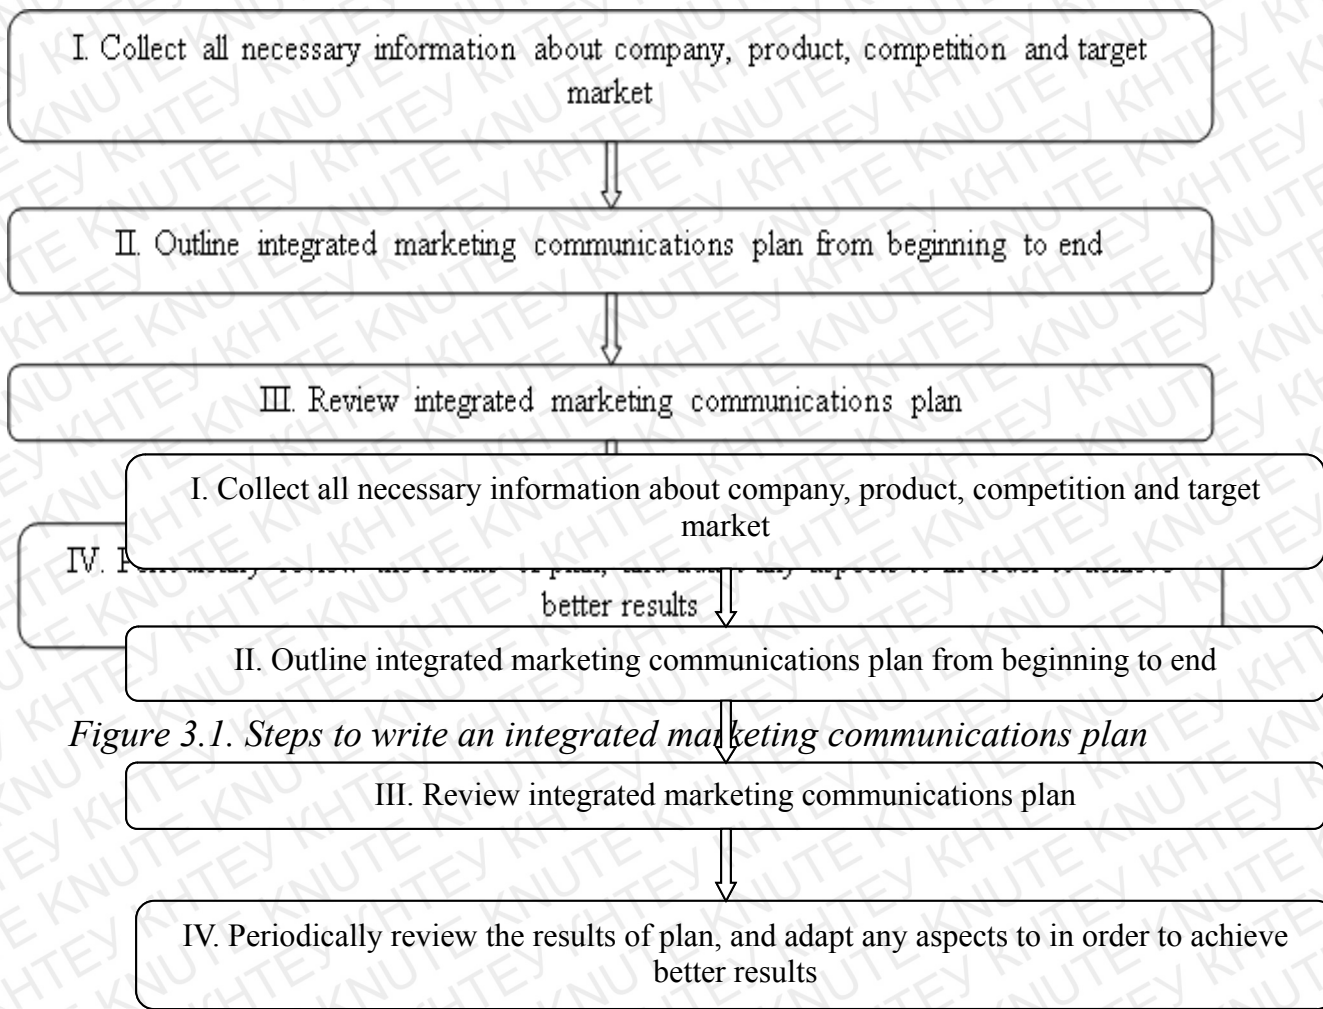 I. Collect all necessary information about company, product, competition and target
market
II. Outline integrated marketing communications plan from beginning to end
III. Review integrated marketing communications plan
I. Collect all necessary information about company, product, competition and target
market
IV.
better results
II. Outline integrated marketing communications plan from beginning to end
Figure 3.1. Steps to write an integrated marketing communications plan
III. Review integrated marketing communications plan
IV. Periodically review the results of plan, and adapt any aspects to in order to achieve
better results